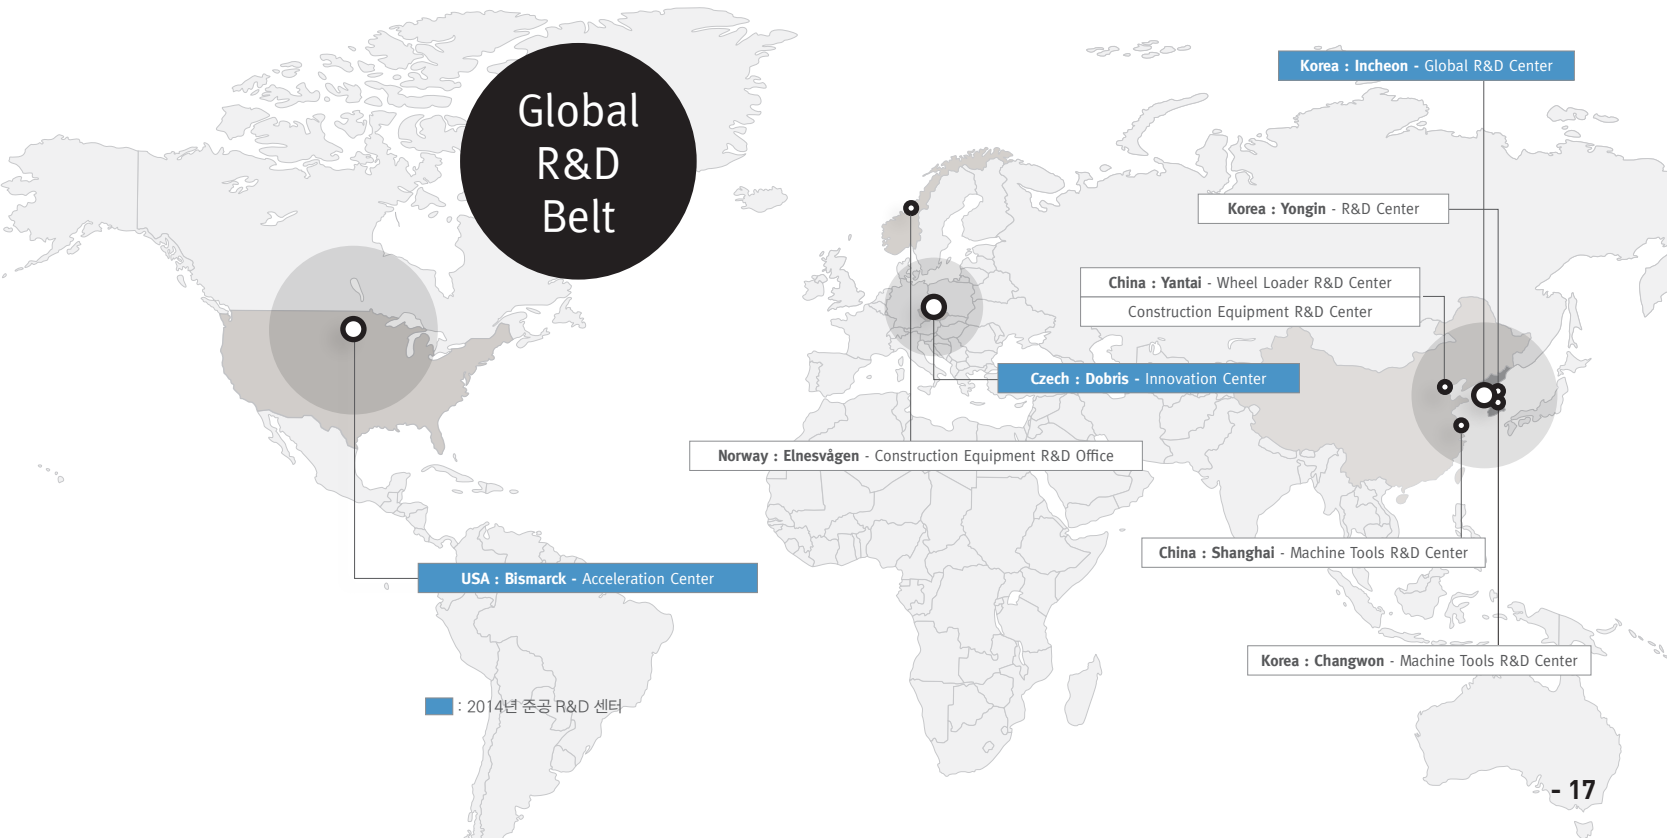 Global
R&D
Belt
Korea : Incheon - Global R&D Center
Korea : Yongin - R&D Center
China : Yantai - Wheel Loader R&D Center
Construction Equipment R&D Center
Czech : Dobris - Innovation Center
Norway : Elnesvågen - Construction Equipment R&D Office
China : Shanghai - Machine Tools R&D Center
USA : Bismarck - Acceleration Center
Korea : Changwon - Machine Tools R&D Center
: 2014년 준공 R&D 센터
- 17